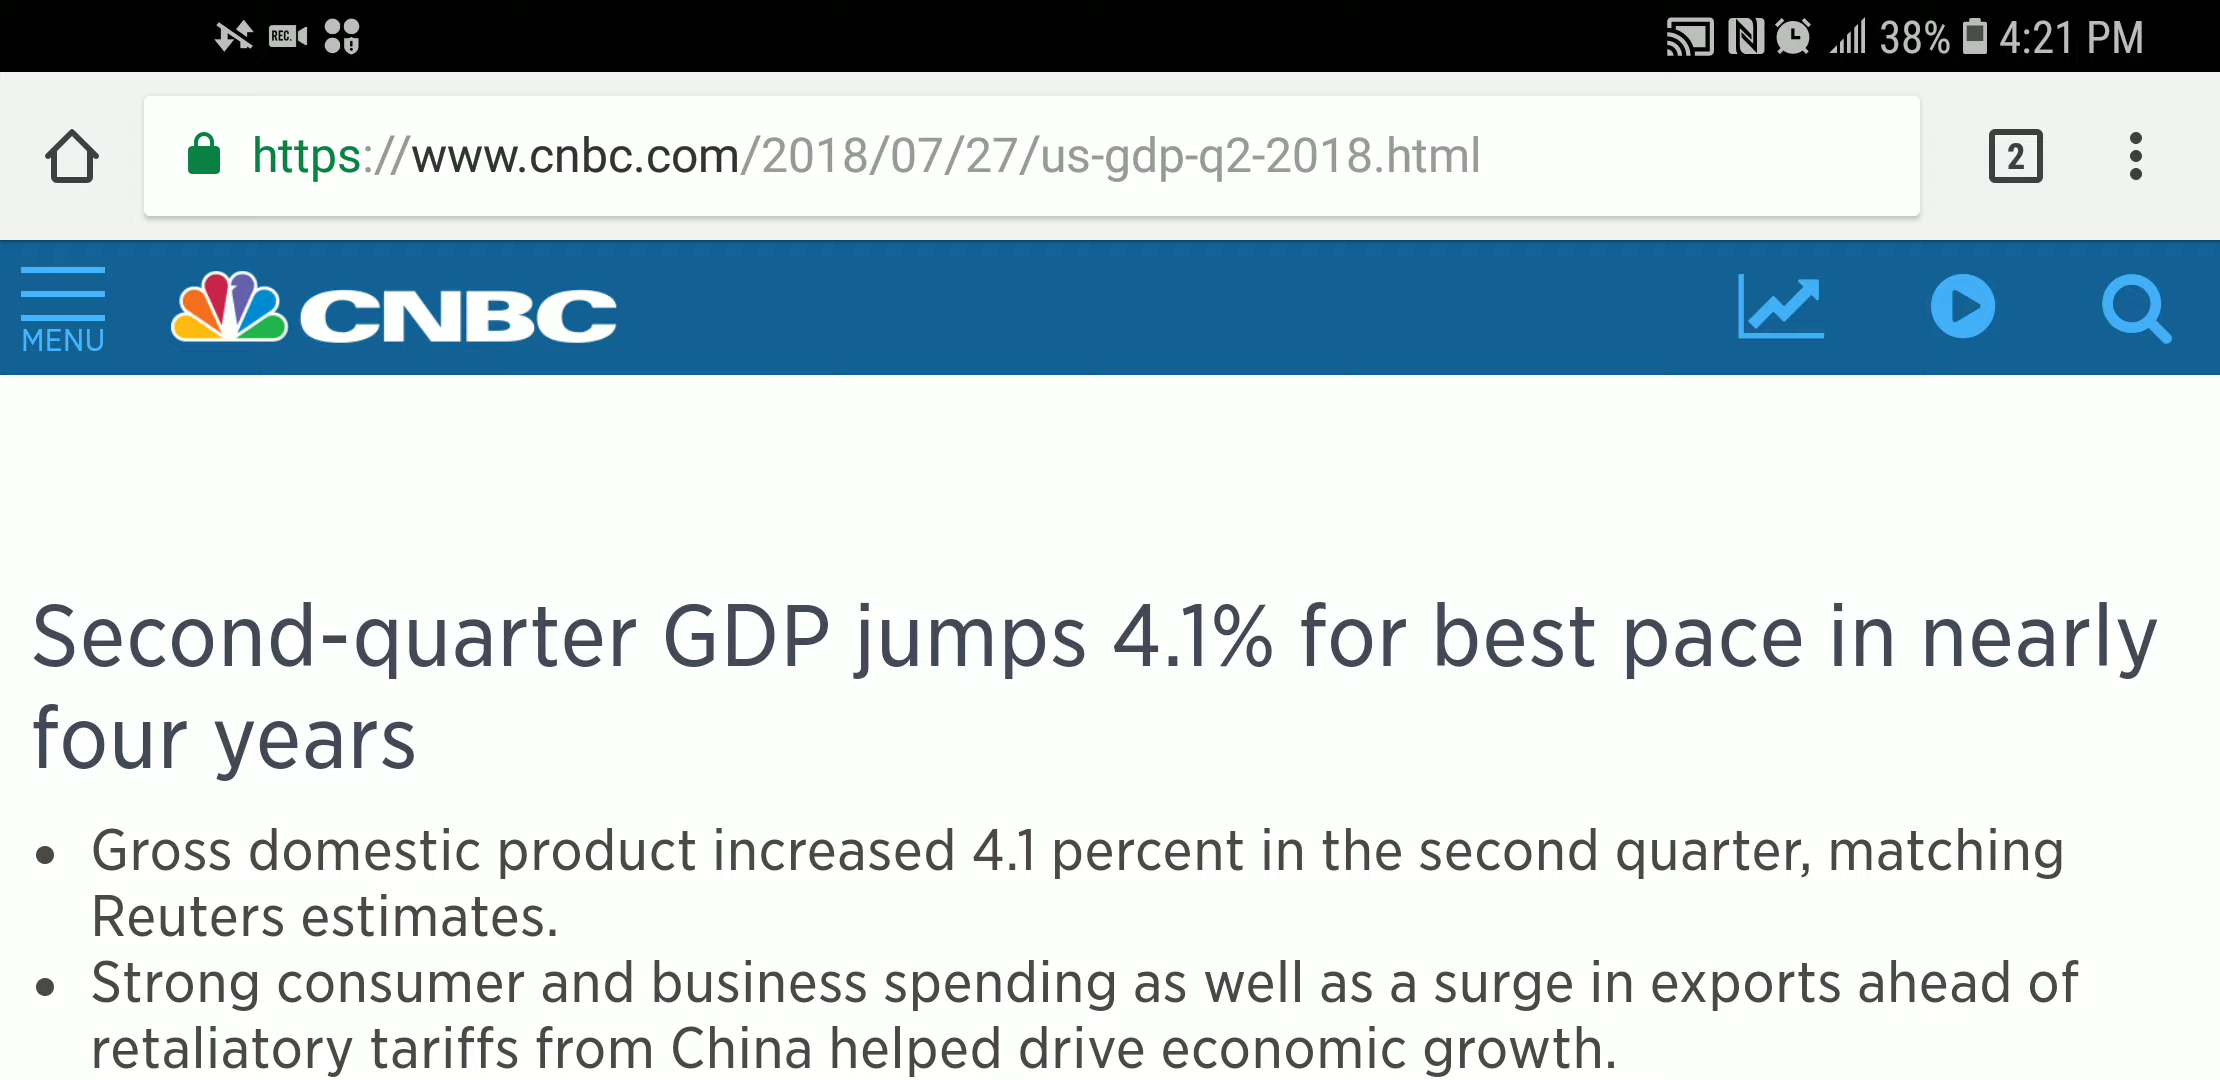 REC. 38% 4:21 PM
https://www.cnbc.com/2018/07/27/us-gdp-q2-2018.html 2
MENU CNBC
Second-quarter GDP jumps 4.1% for best pace in nearly
four years
• Gross domestic product increased 4.1 percent in the second quarter, matching
Reuters estimates.
• Strong consumer and business spending as well as a surge in exports ahead of
retaliatory tariffs from China helped drive economic growth.